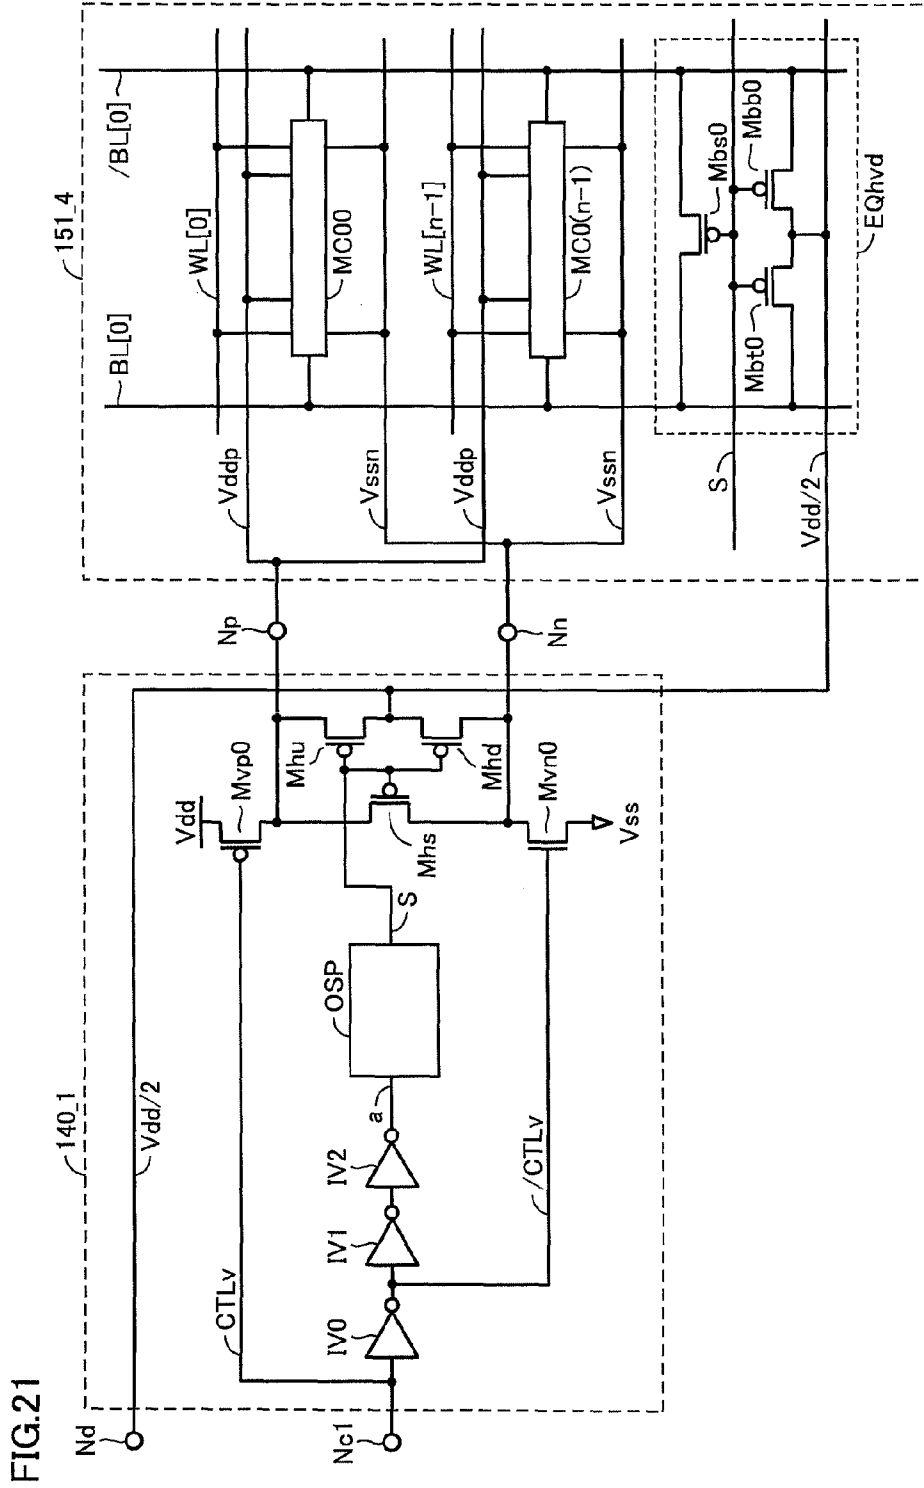 FIG.21
140_1
151_4
Nd
Vdd/2
CTLv
Nc1
IV0
IV1
IV2
a
OSP
S
/CTLv
Vdd
Mvp0
Mhu
Mhs
Mhd
Mvn0
Vss
Np
Nn
BL[0]
/BL[0]
WL[0]
Vddp
MC00
Vssn
WL[n-1]
Vddp
MC0(n-1)
Vssn
S
Vdd/2
Mbs0
Mbt0
Mbb0
EQhvd